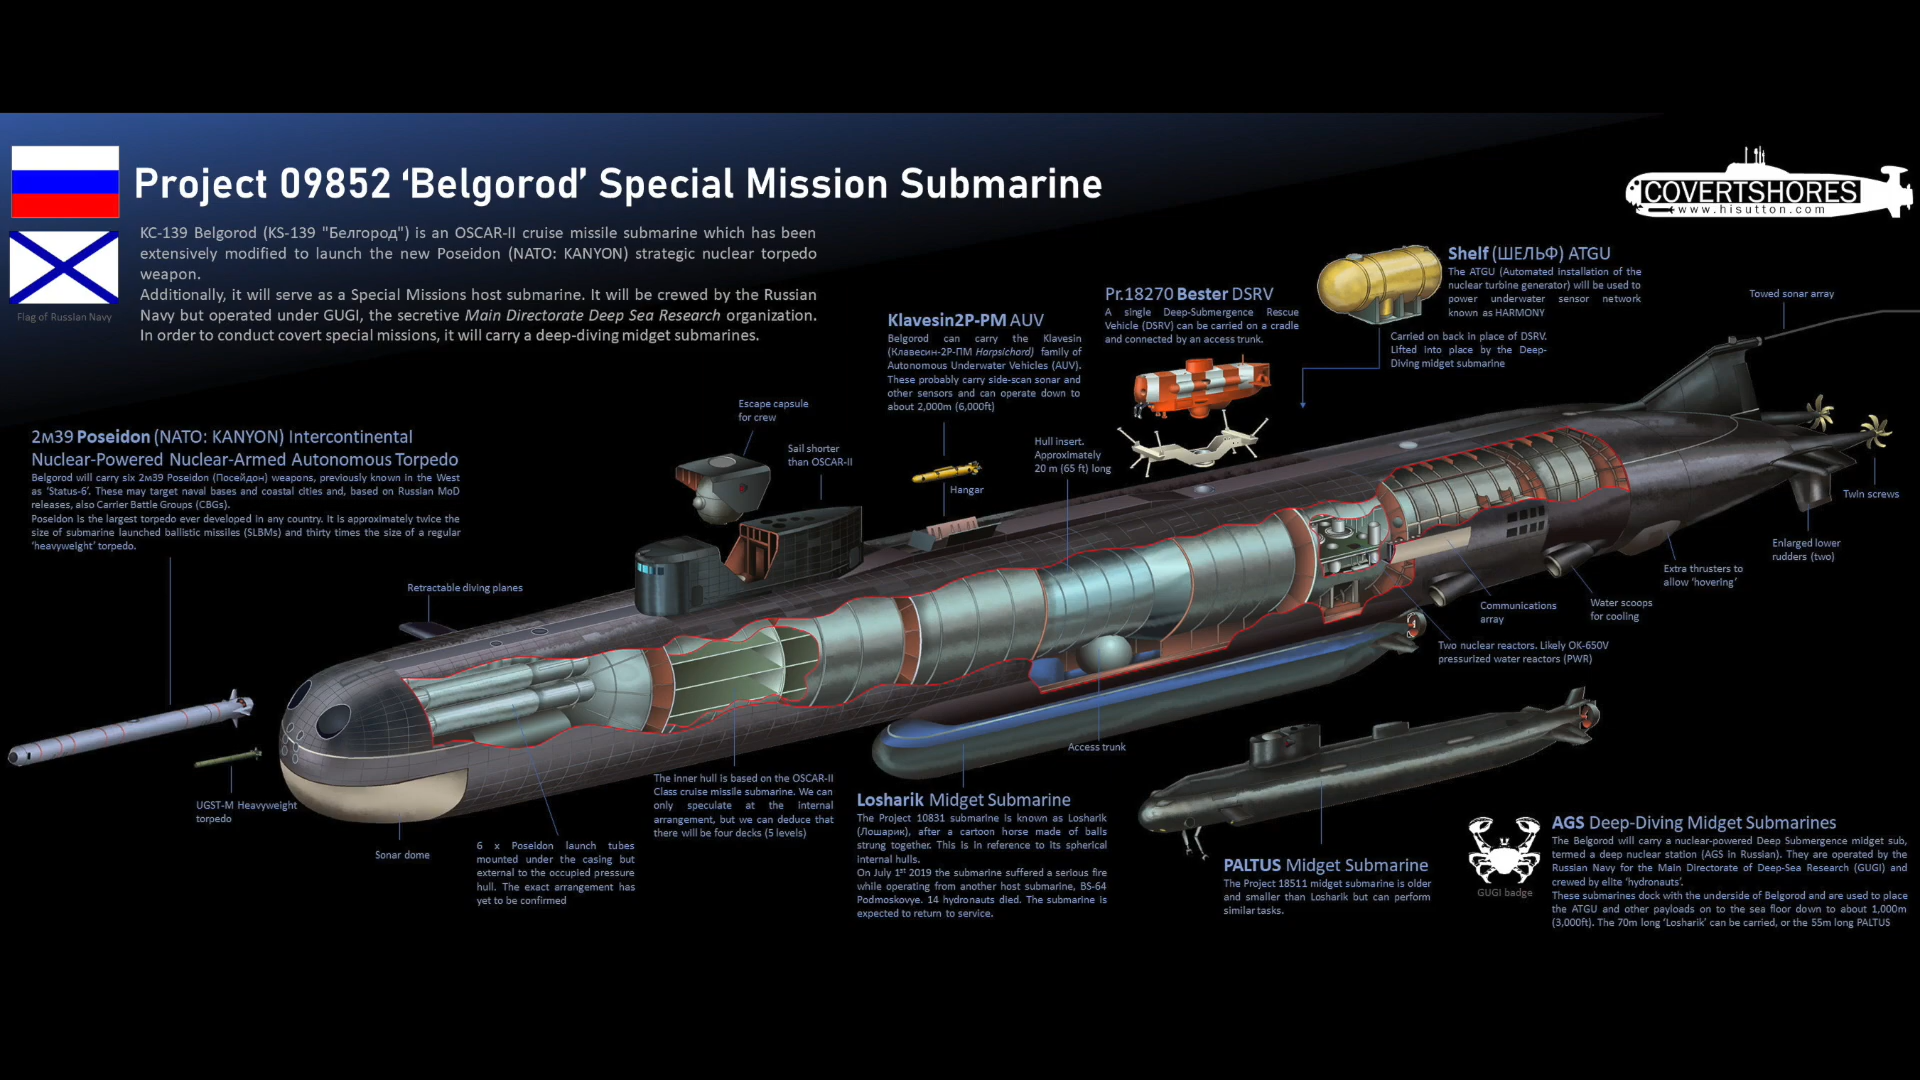 Project 09852 ‘Belgorod’ Special Mission Submarine
COVERTSHORES
www.hisutton.com
KC-139 Belgorod (KS-139 "Белгород") is an OSCAR-II cruise missile submarine which has been
extensively modified to launch the new Poseidon (NATO: KANYON) strategic nuclear torpedo
weapon.
Additionally, it will serve as a Special Missions host submarine. It will be crewed by the Russian
Navy but operated under GUGI, the secretive Main Directorate Deep Sea Research organization.
In order to conduct covert special missions, it will carry a deep-diving midget submarines.
Flag of Russian Navy
Shelf (ШЕЛЬФ) ATGU
The ATGU (Automated installation of the
nuclear turbine generator) will be used to
power underwater sensor network
known as HARMONY
Carried on back in place of DSRV.
Lifted into place by the Deep-
Diving midget submarine
Towed sonar array
Pr.18270 Bester DSRV
A single Deep-Submergence Rescue
Vehicle (DSRV) can be carried on a cradle
and connected by an access trunk.
Klavesin2P-PM AUV
Belgorod can carry the Klavesin
(Клавесин-2Р-ПМ Harpsichord) family of
Autonomous Underwater Vehicles (AUV).
These probably carry side-scan sonar and
other sensors and can operate down to
about 2,000m (6,000ft)
Hangar
Hull insert.
Approximately
20 m (65 ft) long
Escape capsule
for crew
Sail shorter
than OSCAR-II
2м39 Poseidon (NATO: KANYON) Intercontinental
Nuclear-Powered Nuclear-Armed Autonomous Torpedo
Belgorod will carry six 2м39 Poseidon (Посейдон) weapons, previously known in the West
as ‘Status-6’. These may target naval bases and coastal cities and, based on Russian MoD
releases, also Carrier Battle Groups (CBGs).
Poseidon is the largest torpedo ever developed in any country. It is approximately twice the
size of submarine launched ballistic missiles (SLBMs) and thirty times the size of a regular
‘heavyweight’ torpedo.
Retractable diving planes
Twin screws
Enlarged lower
rudders (two)
Extra thrusters to
allow ‘hovering’
Water scoops
for cooling
Communications
array
Two nuclear reactors. Likely OK-650V
pressurized water reactors (PWR)
Access trunk
UGST-M Heavyweight
torpedo
Sonar dome
6 x Poseidon launch tubes
mounted under the casing but
external to the occupied pressure
hull. The exact arrangement has
yet to be confirmed
The inner hull is based on the OSCAR-II
Class cruise missile submarine. We can
only speculate at the internal
arrangement, but we can deduce that
there will be four decks (5 levels)
Losharik Midget Submarine
The Project 10831 submarine is known as Losharik
(Лошарик), after a cartoon horse made of balls
strung together. This is in reference to its spherical
internal hulls.
On July 1st 2019 the submarine suffered a serious fire
while operating from another host submarine, BS-64
Podmoskovye. 14 hydronauts died. The submarine is
expected to return to service.
PALTUS Midget Submarine
The Project 18511 midget submarine is older
and smaller than Losharik but can perform
similar tasks.
GUGI badge
AGS Deep-Diving Midget Submarines
The Belgorod will carry a nuclear-powered Deep Submergence midget sub,
termed a deep nuclear station (AGS in Russian). They are operated by the
Russian Navy for the Main Directorate of Deep-Sea Research (GUGI) and
crewed by elite ‘hydronauts’.
These submarines dock with the underside of Belgorod and are used to place
the ATGU and other payloads on to the sea floor down to about 1,000m
(3,000ft). The 70m long ‘Losharik’ can be carried, or the 55m long PALTUS